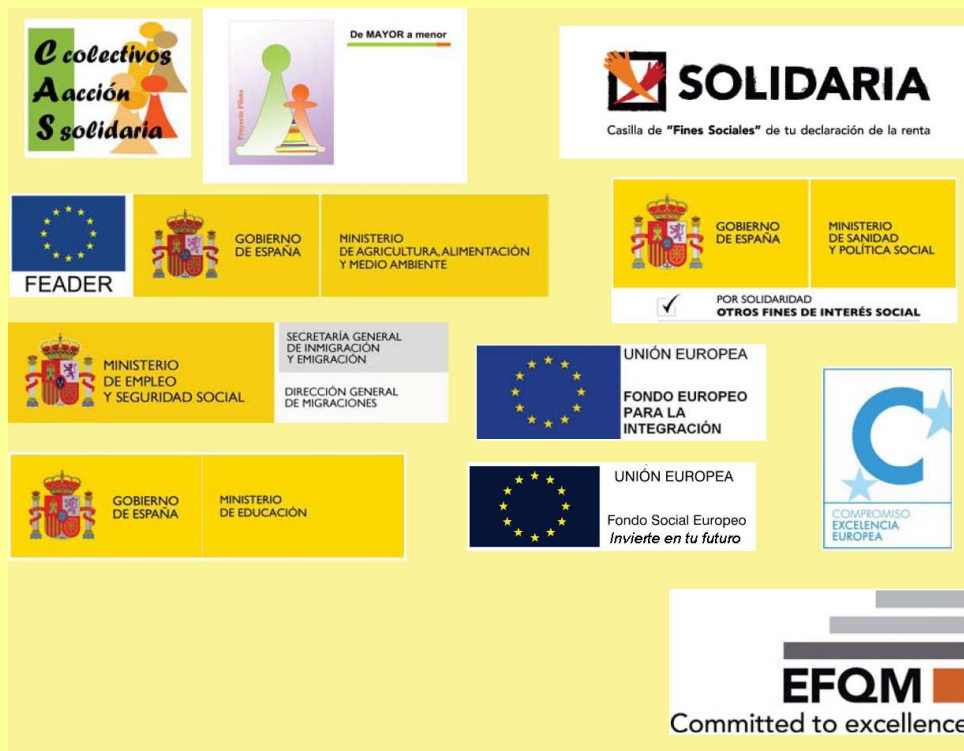 C colectivos
A acción
S solidaria
De MAYOR a menor
Proyecto Piloto
SOLIDARIA
Casilla de "Fines Sociales" de tu declaración de la renta
FEADER
GOBIERNO
DE ESPAÑA
MINISTERIO
DE AGRICULTURA, ALIMENTACIÓN
Y MEDIO AMBIENTE
GOBIERNO
DE ESPAÑA
MINISTERIO
DE SANIDAD
Y POLÍTICA SOCIAL
POR SOLIDARIDAD
OTROS FINES DE INTERÉS SOCIAL
MINISTERIO
DE EMPLEO
Y SEGURIDAD SOCIAL
SECRETARÍA GENERAL
DE INMIGRACIÓN
Y EMIGRACIÓN
DIRECCIÓN GENERAL
DE MIGRACIONES
UNIÓN EUROPEA
FONDO EUROPEO
PARA LA
INTEGRACIÓN
C
COMPROMISO
EXCELENCIA
EUROPEA
GOBIERNO
DE ESPAÑA
MINISTERIO
DE EDUCACIÓN
UNIÓN EUROPEA
Fondo Social Europeo
Invierte en tu futuro
EFQM
Committed to excellence